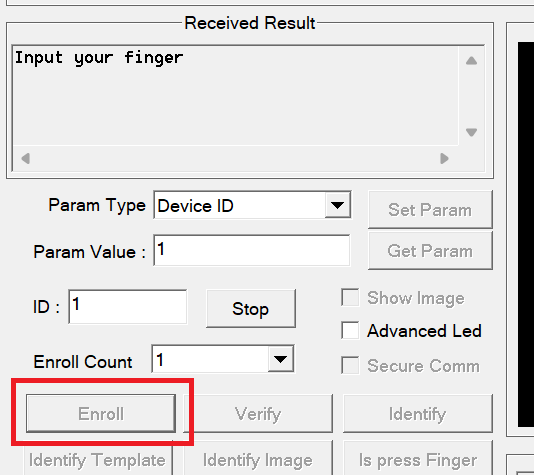 Received Result
Input your finger
Param Type Device ID Set Param
Param Value : 1 Get Param
ID : 1 Stop Show Image
Advanced Led
Enroll Count 1 Secure Comm
Enroll Verify Identify
Identify Template Identify Image Is press Finger